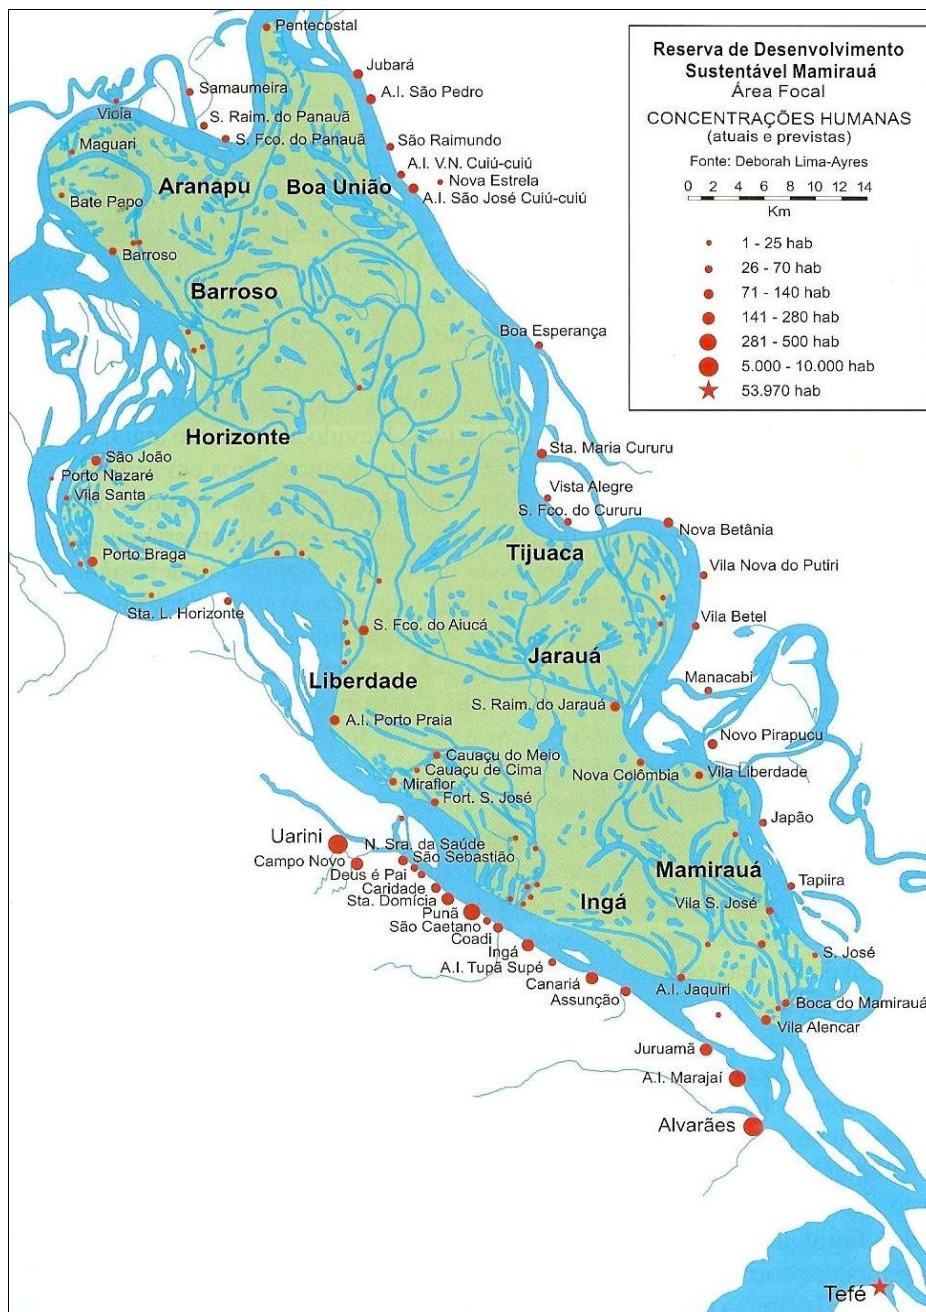 Pentecostal
Reserva de Desenvolvimento
Sustentável Mamirauá
Área Focal
CONCENTRAÇÕES HUMANAS
(atuais e previstas)
Fonte: Deborah Lima-Ayres
0 2 4 6 8 10 12 14
Km
1 - 25 hab
26 - 70 hab
71 - 140 hab
141 - 280 hab
281 - 500 hab
5.000 - 10.000 hab
53.970 hab
Jubará
Samaumeira
A.I. São Pedro
Viola
S. Raim. do Panauã
S. Fco. do Panauã
Maguari
São Raimundo
A.I. V.N. Cuiú-cuiú
Nova Estrela
A.I. São José Cuiú-cuiú
Aranapu
Boa União
Bate Papo
Barroso
Barroso
Boa Esperança
Horizonte
São João
Sta. Maria Cururu
Porto Nazaré
Vila Santa
Vista Alegre
S. Fco. do Cururu
Nova Betânia
Porto Braga
Tijuaca
Vila Nova do Putiri
Sta. L. Horizonte
Vila Betel
S. Fco. do Aiucá
Jarauá
Liberdade
Manacabi
S. Raim. do Jarauá
A.I. Porto Praia
Novo Pirapucu
Cauaçu do Meio
Cauaçu de Cima
Nova Colômbia
Vila Liberdade
Miraflor
Fort. S. José
Japão
Uarini
N. Sra. da Saúde
Campo Novo
São Sebastião
Deus é Pai
Mamirauá
Caridade
Tapiira
Sta. Domícia
Ingá
Vila S. José
Punã
São Caetano
Coadi
Ingá
S. José
A.I. Tupã Supé
Canariá
A.I. Jaquiri
Assunção
Boca do Mamirauá
Vila Alencar
Juruamã
A.I. Marajaí
Alvarães
Tefé